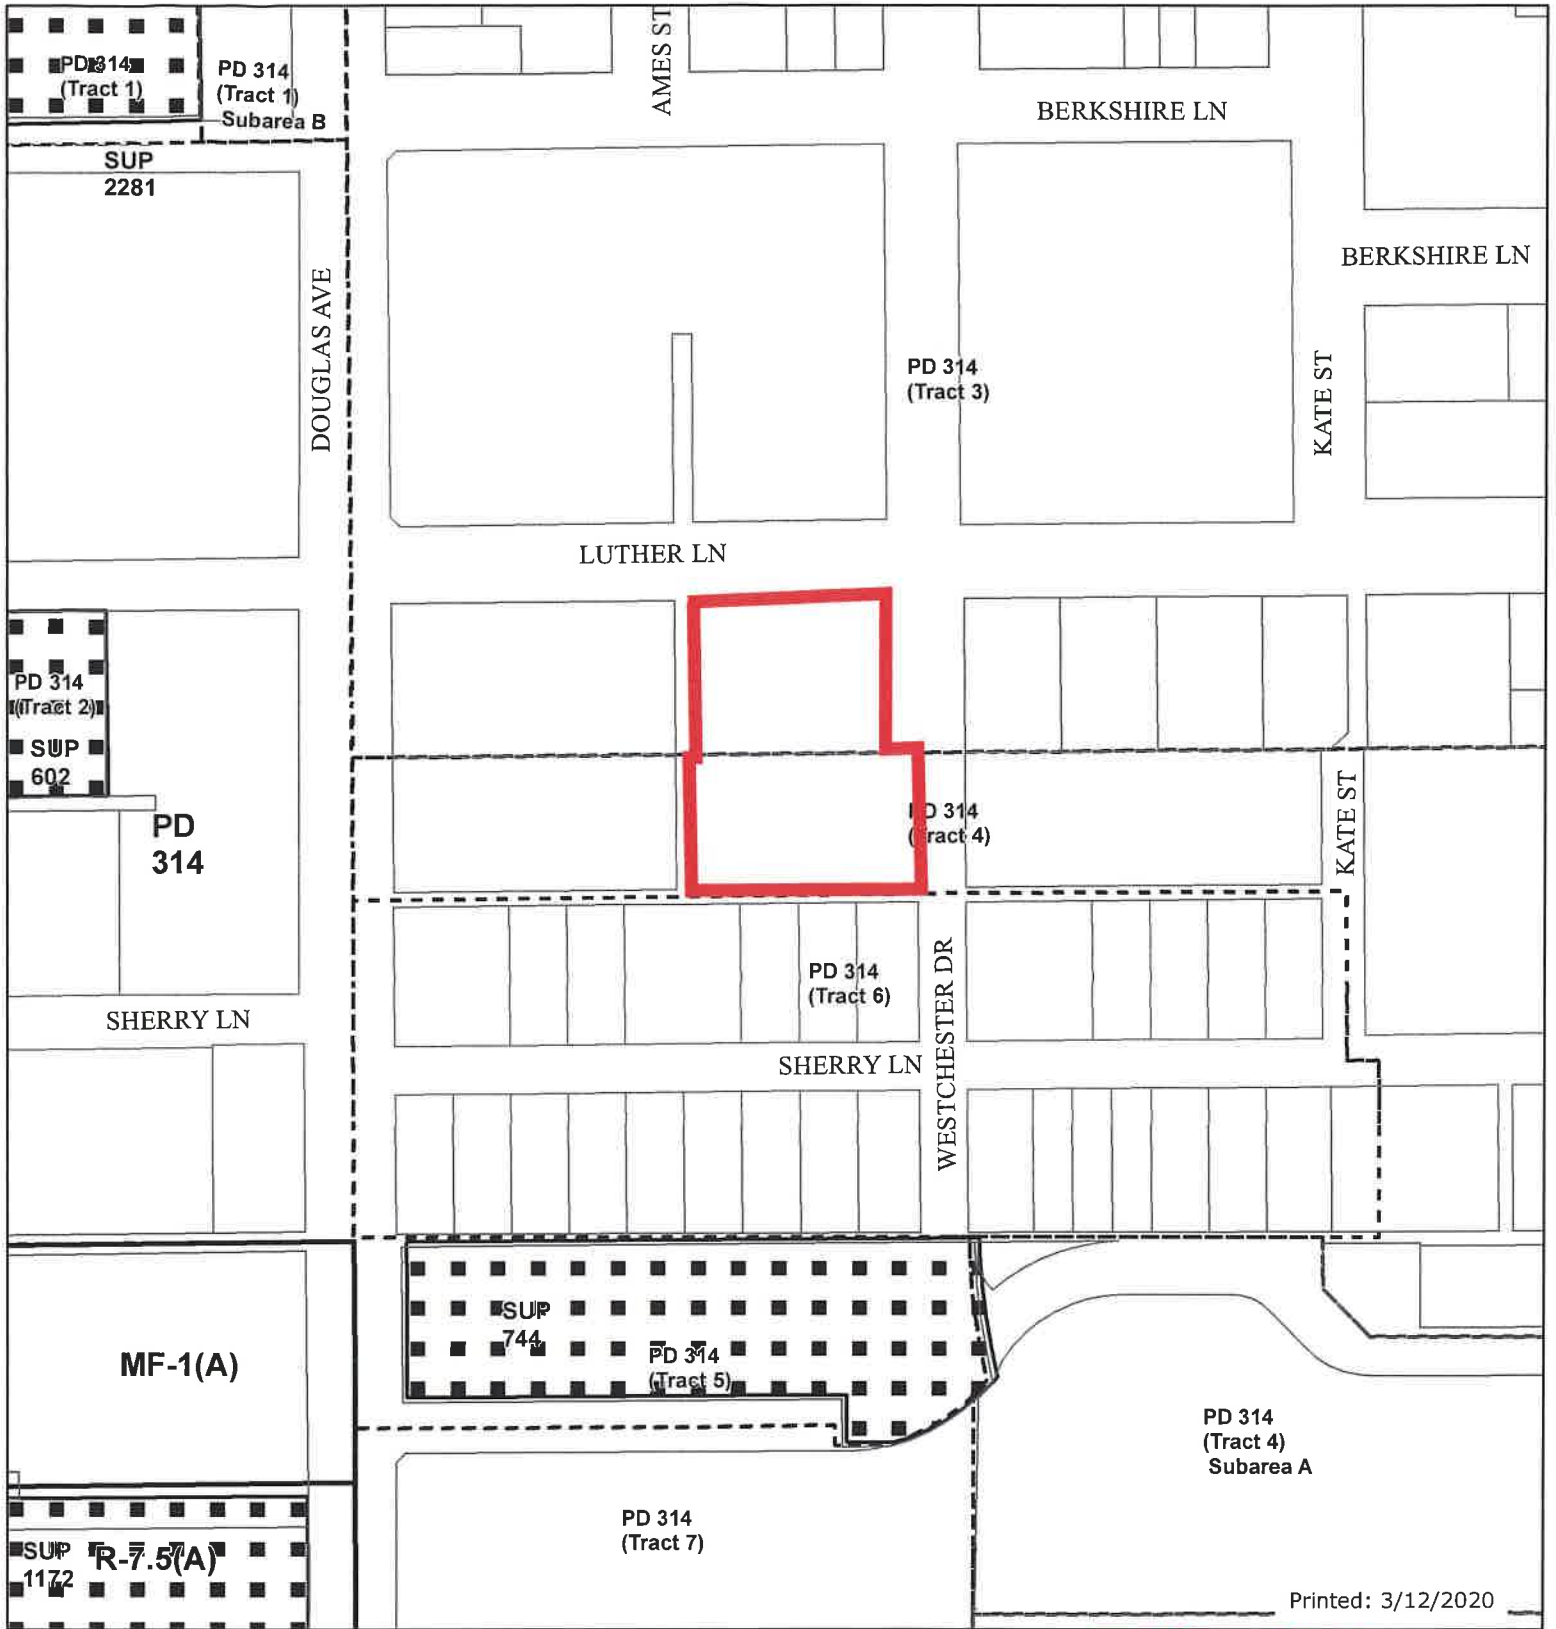 PD 314
(Tract 1)
PD 314
(Tract 1)
Subarea B
AMES ST
BERKSHIRE LN
SUP
2281
BERKSHIRE LN
DOUGLAS AVE
PD 314
(Tract 3)
KATE ST
LUTHER LN
PD 314
(Tract 2)
SUP
602
PD
314
PD 314
(Tract 4)
KATE ST
PD 314
(Tract 6)
WESTCHESTER DR
SHERRY LN
SHERRY LN
SUP
744
PD 314
(Tract 5)
MF-1(A)
PD 314
(Tract 4)
Subarea A
PD 314
(Tract 7)
SUP
1172
R-7.5(A)
Printed: 3/12/2020